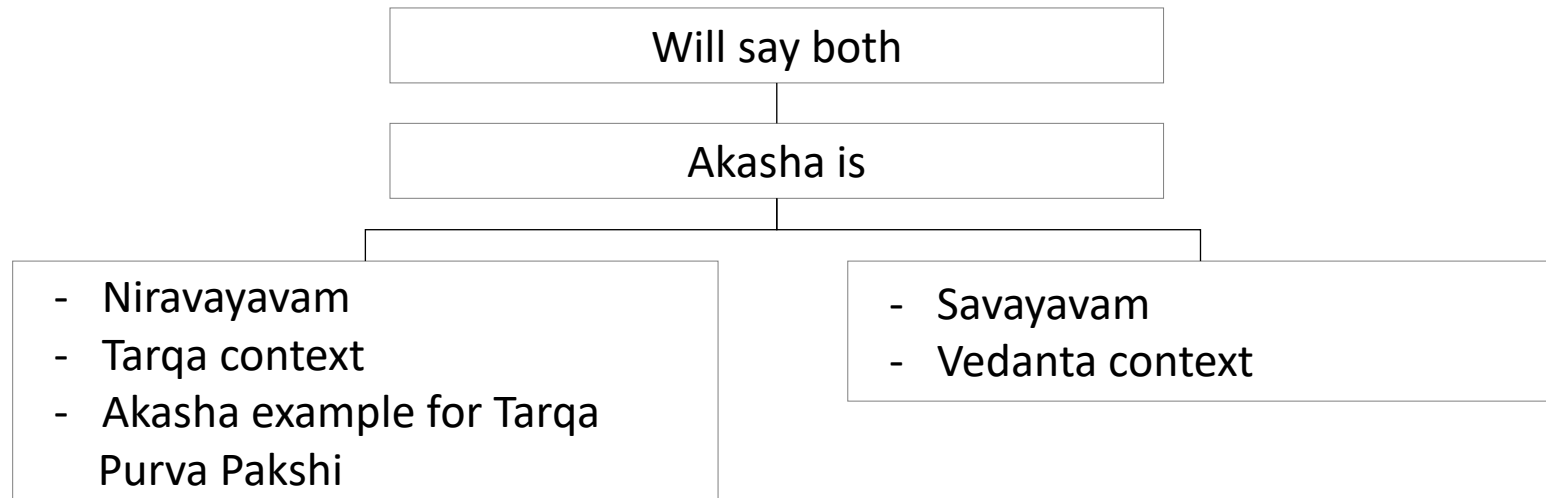 Will say both
Akasha is
- Niravayavam
- Tarqa context
- Akasha example for Tarqa
Purva Pakshi
- Savayavam
- Vedanta context